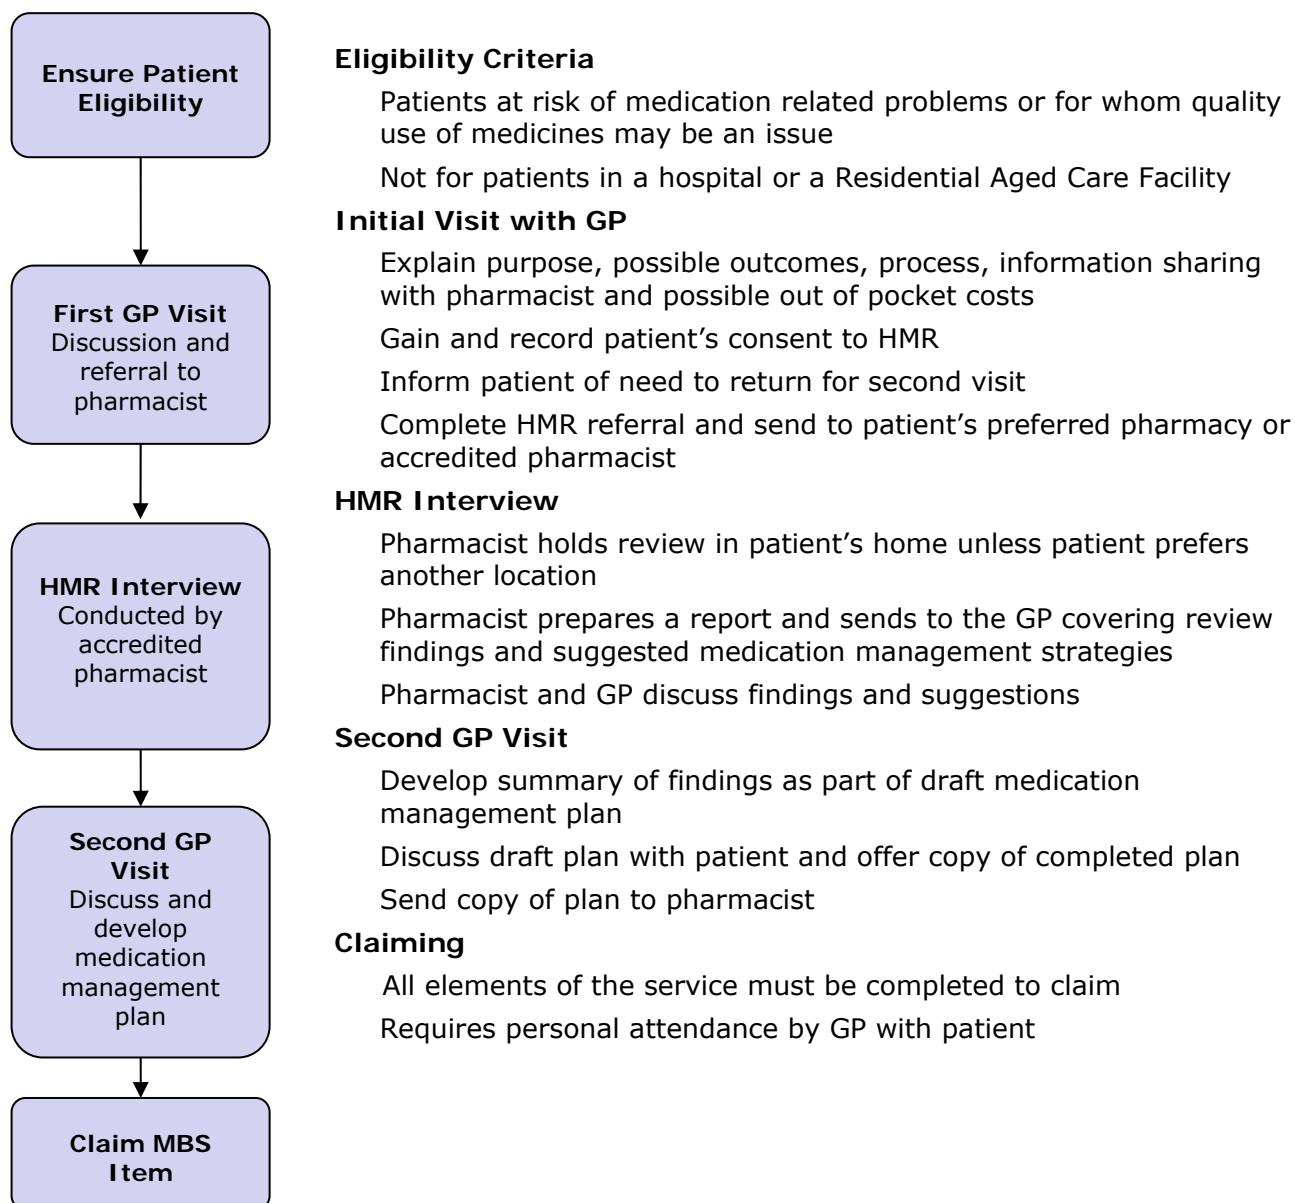 Ensure Patient
Eligibility
First GP Visit
Discussion and
referral to
pharmacist
HMR Interview
Conducted by
accredited
pharmacist
Second GP
Visit
Discuss and
develop
medication
management
plan
Claim MBS
Item
Eligibility Criteria
Patients at risk of medication related problems or for whom quality
use of medicines may be an issue
Not for patients in a hospital or a Residential Aged Care Facility
Initial Visit with GP
Explain purpose, possible outcomes, process, information sharing
with pharmacist and possible out of pocket costs
Gain and record patient’s consent to HMR
Inform patient of need to return for second visit
Complete HMR referral and send to patient’s preferred pharmacy or
accredited pharmacist
HMR Interview
Pharmacist holds review in patient’s home unless patient prefers
another location
Pharmacist prepares a report and sends to the GP covering review
findings and suggested medication management strategies
Pharmacist and GP discuss findings and suggestions
Second GP Visit
Develop summary of findings as part of draft medication
management plan
Discuss draft plan with patient and offer copy of completed plan
Send copy of plan to pharmacist
Claiming
All elements of the service must be completed to claim
Requires personal attendance by GP with patient